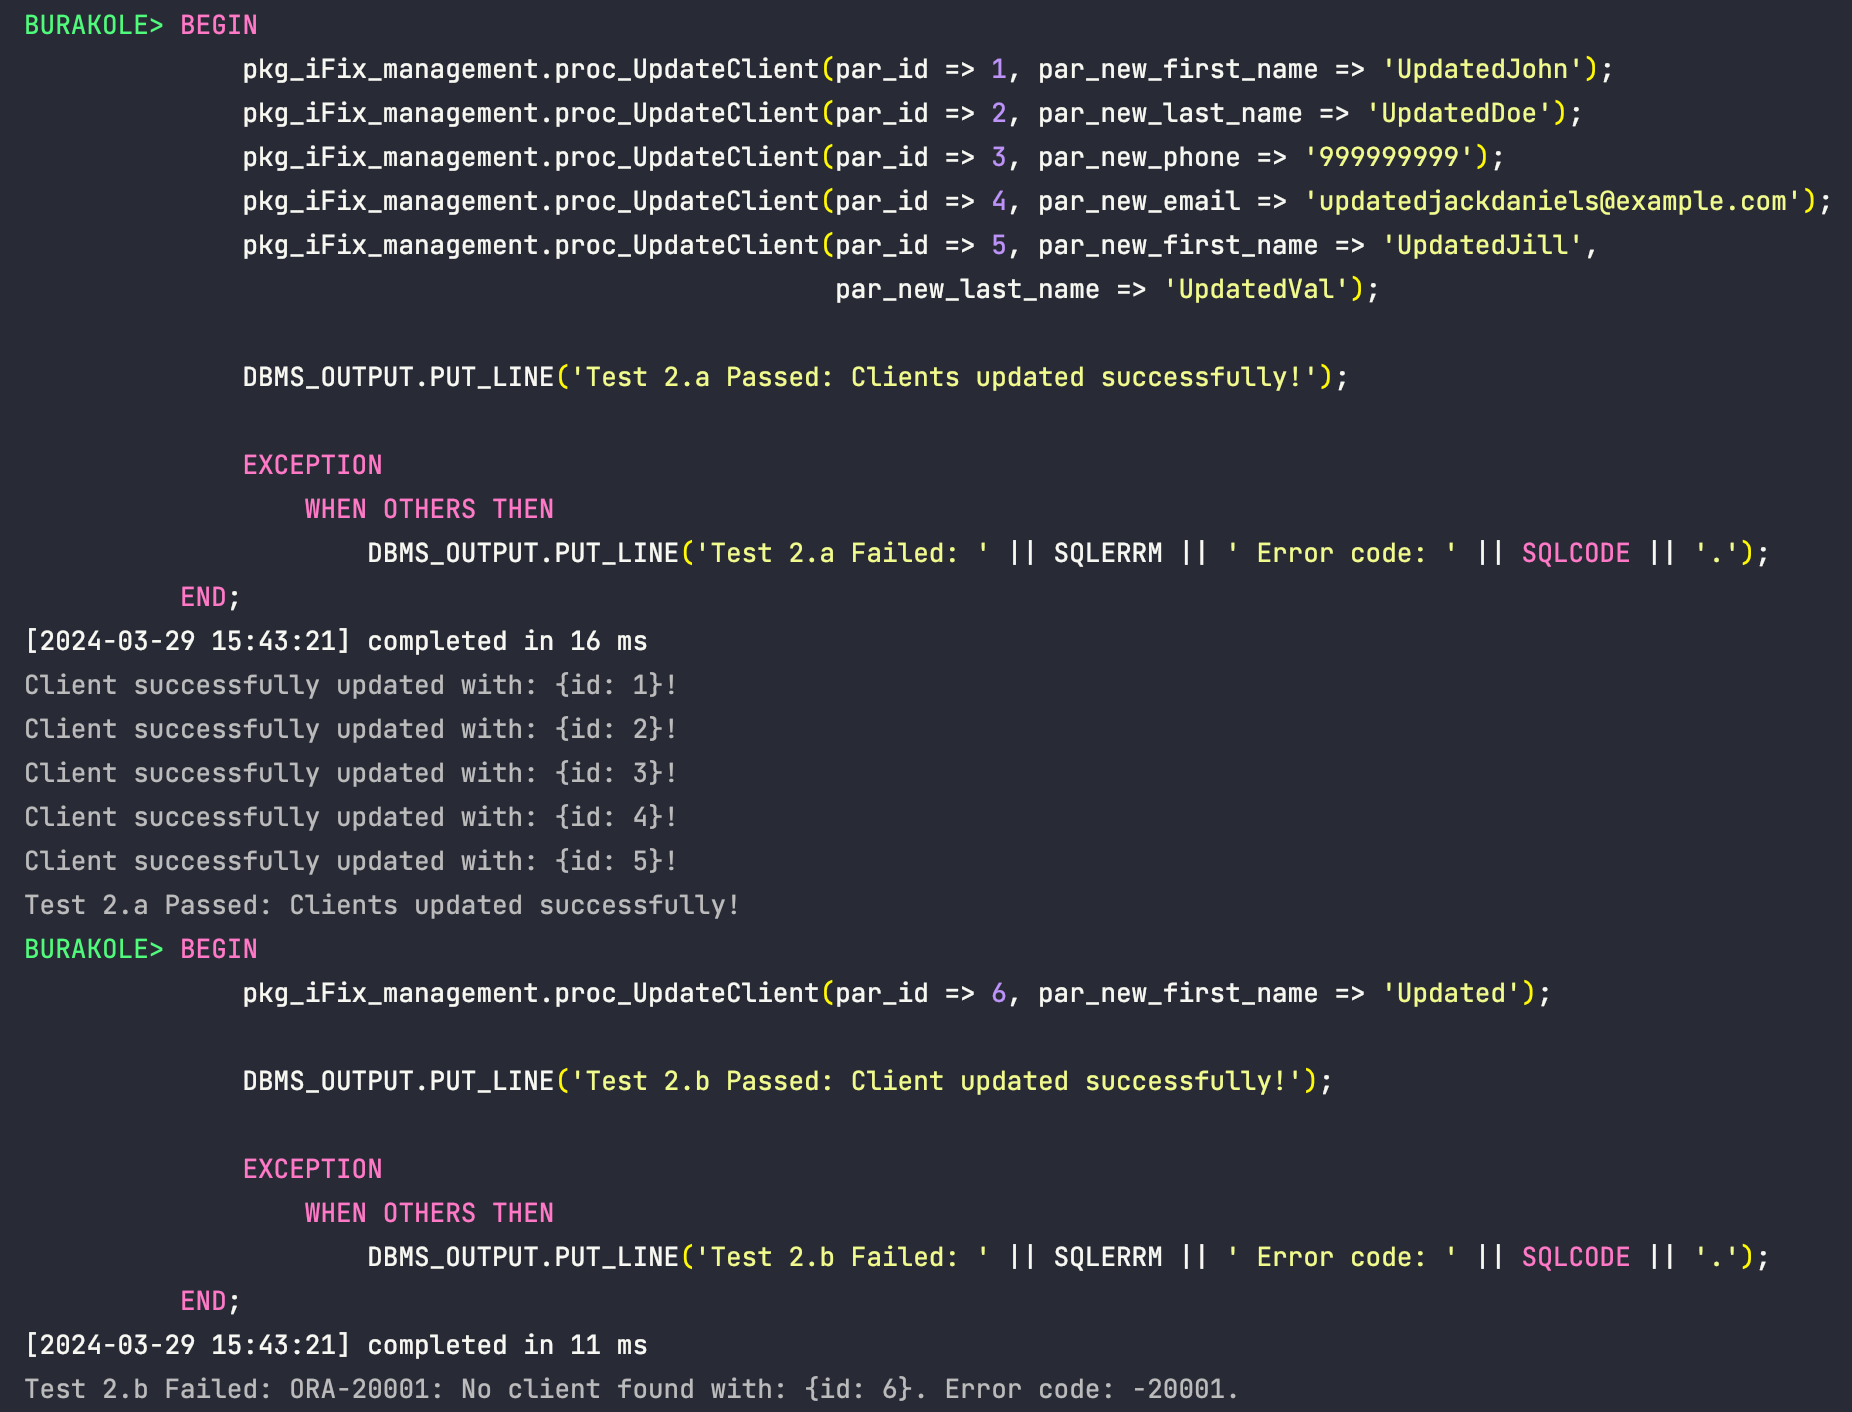 BURAKOLE> BEGIN
pkg_iFix_management.proc_UpdateClient(par_id => 1, par_new_first_name => 'UpdatedJohn');
pkg_iFix_management.proc_UpdateClient(par_id => 2, par_new_last_name => 'UpdatedDoe');
pkg_iFix_management.proc_UpdateClient(par_id => 3, par_new_phone => '999999999');
pkg_iFix_management.proc_UpdateClient(par_id => 4, par_new_email => 'updatedjackdaniels@example.com');
pkg_iFix_management.proc_UpdateClient(par_id => 5, par_new_first_name => 'UpdatedJill',
par_new_last_name => 'UpdatedVal');
DBMS_OUTPUT.PUT_LINE('Test 2.a Passed: Clients updated successfully!');
EXCEPTION
WHEN OTHERS THEN
DBMS_OUTPUT.PUT_LINE('Test 2.a Failed: ' || SQLERRM || ' Error code: ' || SQLCODE || '.');
END;
[2024-03-29 15:43:21] completed in 16 ms
Client successfully updated with: {id: 1}!
Client successfully updated with: {id: 2}!
Client successfully updated with: {id: 3}!
Client successfully updated with: {id: 4}!
Client successfully updated with: {id: 5}!
Test 2.a Passed: Clients updated successfully!
BURAKOLE> BEGIN
pkg_iFix_management.proc_UpdateClient(par_id => 6, par_new_first_name => 'Updated');
DBMS_OUTPUT.PUT_LINE('Test 2.b Passed: Client updated successfully!');
EXCEPTION
WHEN OTHERS THEN
DBMS_OUTPUT.PUT_LINE('Test 2.b Failed: ' || SQLERRM || ' Error code: ' || SQLCODE || '.');
END;
[2024-03-29 15:43:21] completed in 11 ms
Test 2.b Failed: ORA-20001: No client found with: {id: 6}. Error code: -20001.